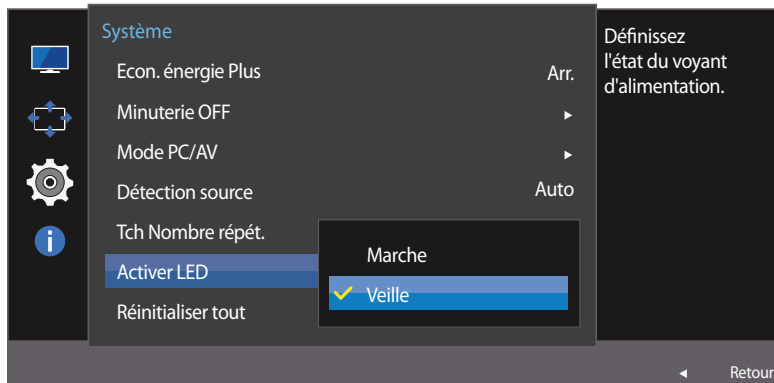 Système
Econ. énergie Plus Arr.
Minuterie OFF
Mode PC/AV
Détection source Auto
Tch Nombre répét.
Activer LED
Réinitialiser tout
Marche
Veille
Définissez
l'état du voyant
d'alimentation.
Retour